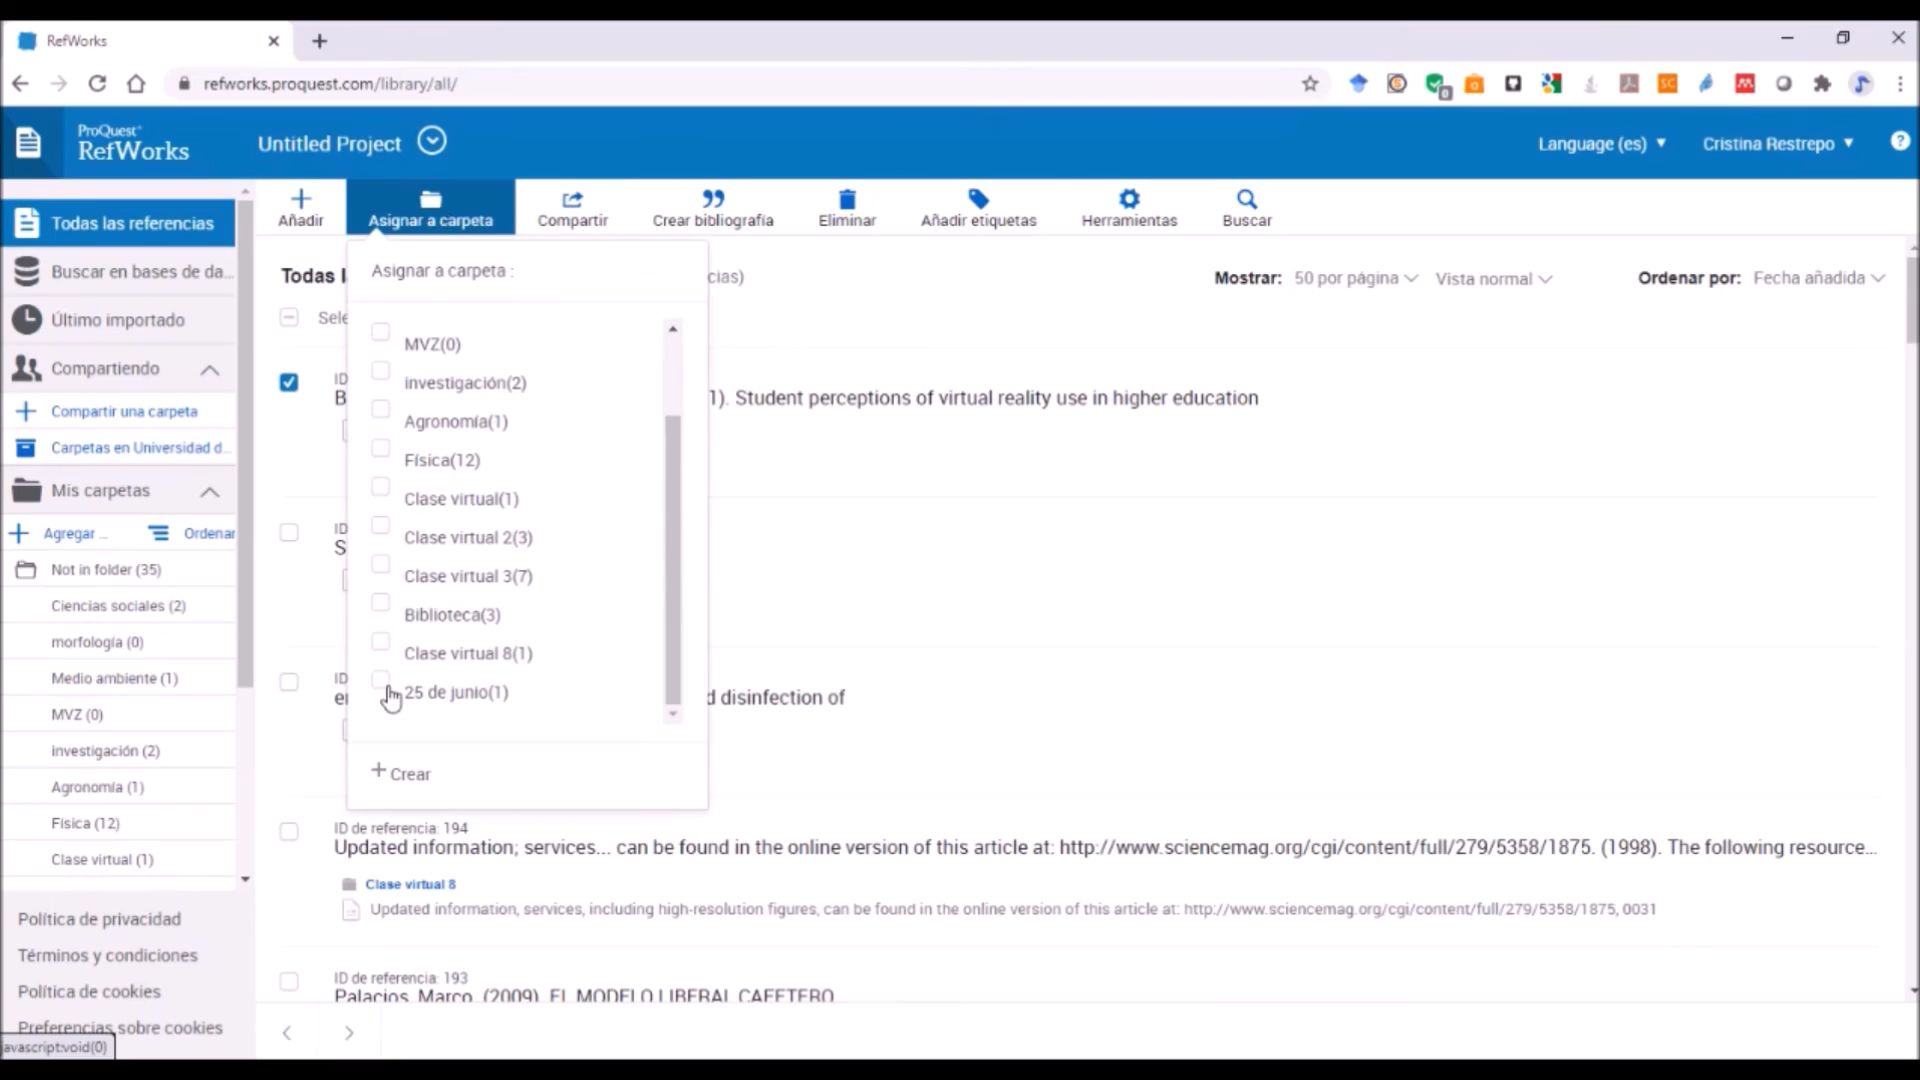 RefWorks
refworks.proquest.com/library/all/
ProQuest
RefWorks
Untitled Project
Language (es)
Cristina Restrepo
Todas las referencias
Buscar en bases de da...
Último importado
Compartiendo
Compartir una carpeta
Carpetas en Universidad d...
Mis carpetas
Agregar ...
Ordenar
Not in folder (35)
Ciencias sociales (2)
morfología (0)
Medio ambiente (1)
MVZ (0)
investigación (2)
Agronomía (1)
Física (12)
Clase virtual (1)
Política de privacidad
Términos y condiciones
Política de cookies
Preferencias sobre cookies
javascript:void(0)
Añadir
Asignar a carpeta
Compartir
Crear bibliografía
Eliminar
Añadir etiquetas
Herramientas
Buscar
Asignar a carpeta :
MVZ(0)
investigación(2)
Agronomía(1)
Física(12)
Clase virtual(1)
Clase virtual 2(3)
Clase virtual 3(7)
Biblioteca(3)
Clase virtual 8(1)
25 de junio(1)
+ Crear
Todas l
cias)
Mostrar: 50 por página Vista normal
Ordenar por: Fecha añadida
Sele
ID
B
1). Student perceptions of virtual reality use in higher education
ID
S
ID
er
d disinfection of
ID de referencia: 194
Updated information; services... can be found in the online version of this article at: http://www.sciencemag.org/cgi/content/full/279/5358/1875. (1998). The following resource...
Clase virtual 8
Updated information, services, including high-resolution figures, can be found in the online version of this article at: http://www.sciencemag.org/cgi/content/full/279/5358/1875, 0031
ID de referencia: 193
Palacios, Marco. (2009). EL MODELO LIBERAL CAFETERO